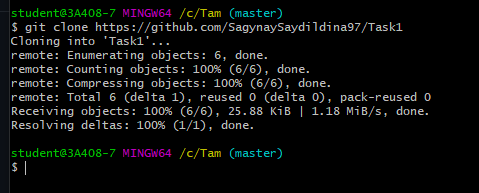 student@3A408-7 MINGW64 /c/Tam (master)
$ git clone https://github.com/SagynaySaydildina97/Task1
Cloning into 'Task1'...
remote: Enumerating objects: 6, done.
remote: Counting objects: 100% (6/6), done.
remote: Compressing objects: 100% (6/6), done.
remote: Total 6 (delta 1), reused 0 (delta 0), pack-reused 0
Receiving objects: 100% (6/6), 25.88 KiB | 1.18 MiB/s, done.
Resolving deltas: 100% (1/1), done.
student@3A408-7 MINGW64 /c/Tam (master)
$